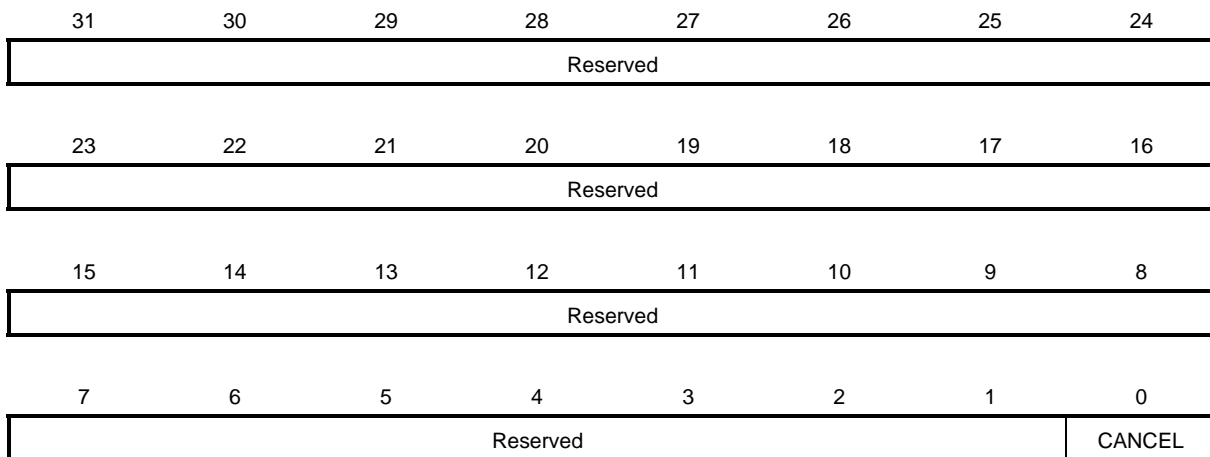 31 30 29 28 27 26 25 24
Reserved
23 22 21 20 19 18 17 16
Reserved
15 14 13 12 11 10 9 8
Reserved
7 6 5 4 3 2 1 0
Reserved CANCEL